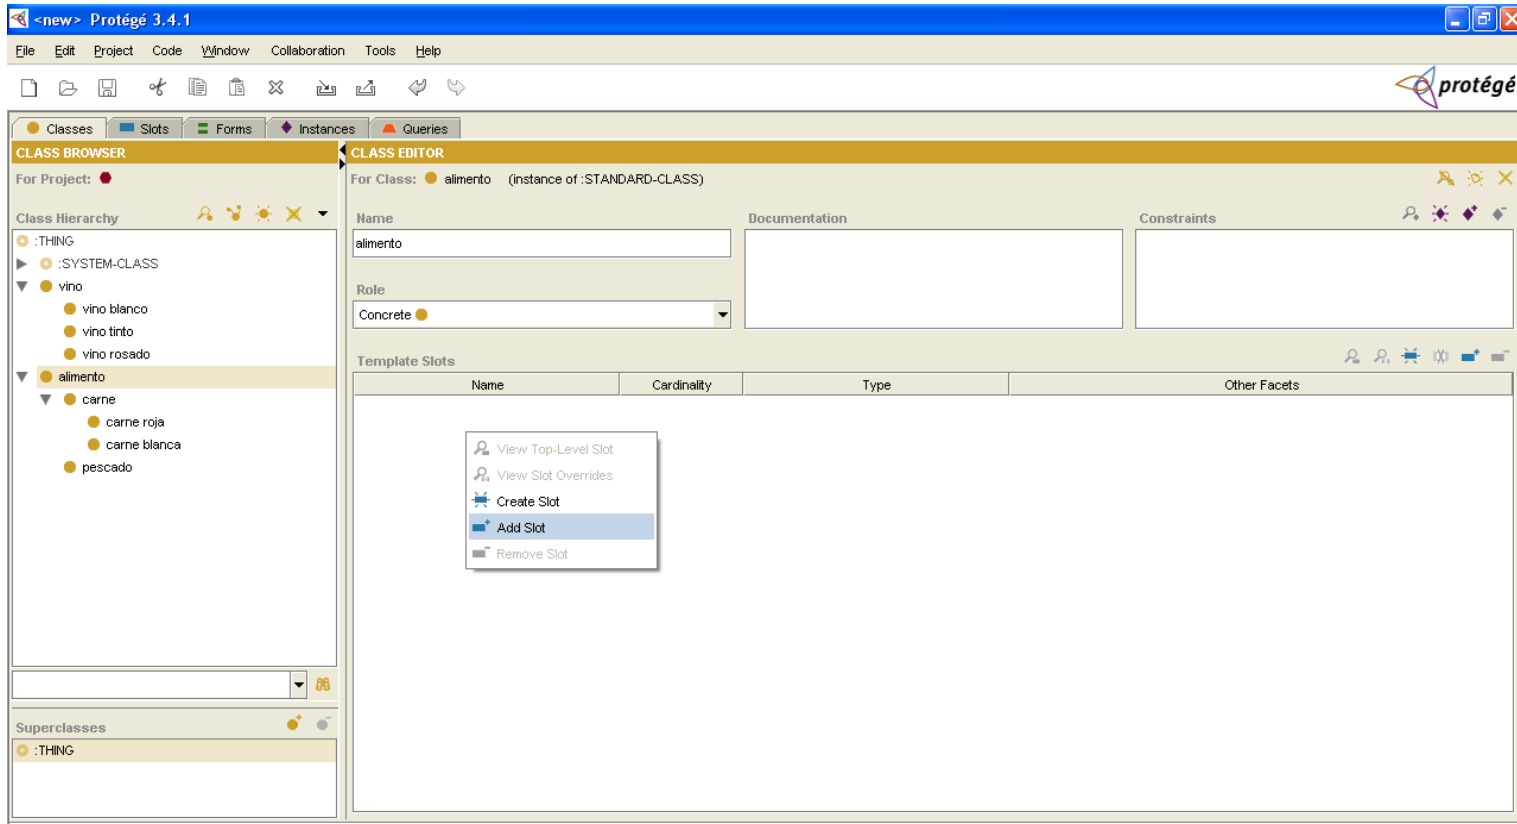 <new> Protégé 3.4.1
File Edit Project Code Window Collaboration Tools Help
protégé
Classes Slots Forms Instances Queries
CLASS BROWSER
CLASS EDITOR
For Project:
For Class: alimento (instance of :STANDARD-CLASS)
Class Hierarchy
Name
Documentation
Constraints
:THING
alimento
:SYSTEM-CLASS
vino
Role
vino blanco
Concrete
vino tinto
vino rosado
Template Slots
alimento
Name Cardinality Type Other Facets
carne
carne roja
carne blanca
pescado
View Top-Level Slot
View Slot Overrides
Create Slot
Add Slot
Remove Slot
Superclasses
:THING